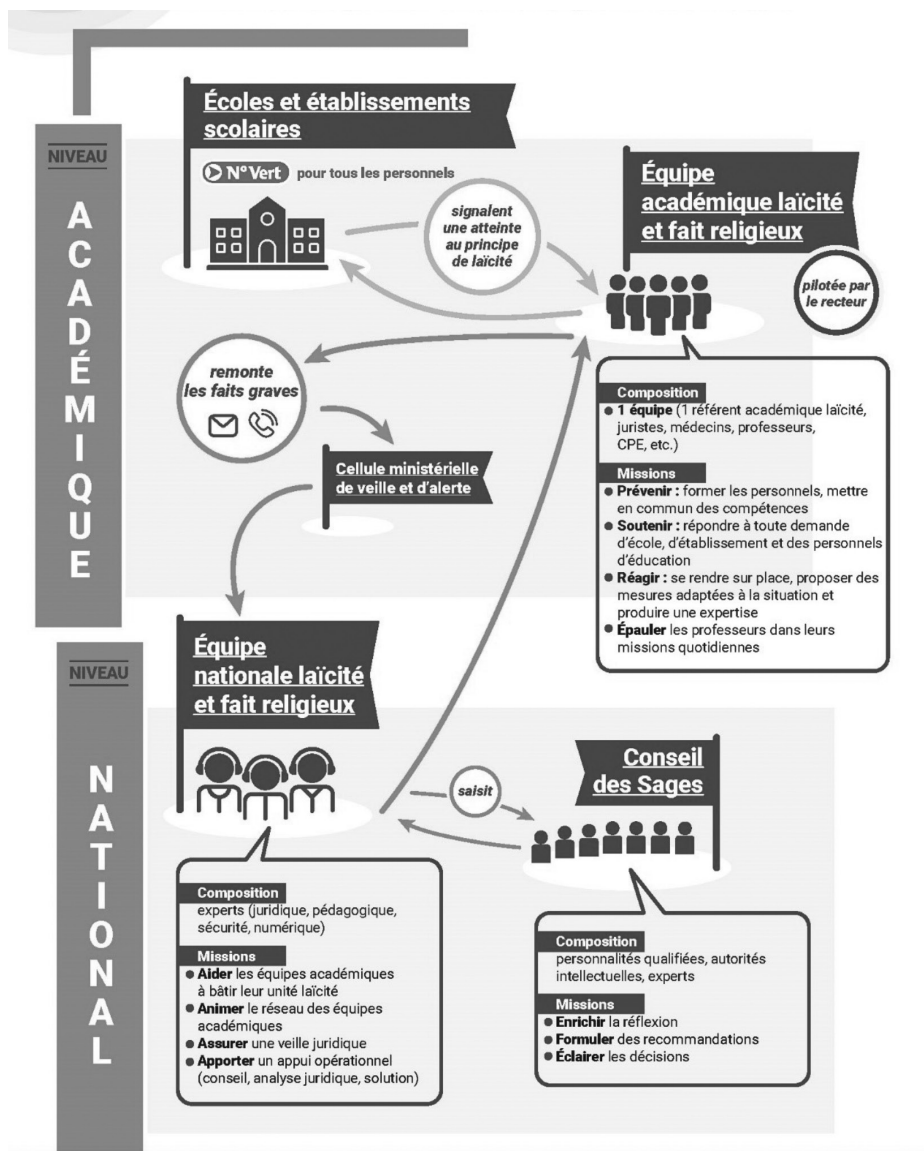 NIVEAU
ACADÉMIQUE
Écoles et établissements
scolaires
N° Vert pour tous les personnels
signalent
une atteinte
au principe
de laïcité
Équipe
académique laïcité
et fait religieux
pilotée par
le recteur
Composition
1 équipe (1 référent académique laïcité,
juristes, médecins, professeurs,
CPE, etc.)
Missions
Prévenir : former les personnels, mettre
en commun des compétences
Soutenir : répondre à toute demande
d'école, d'établissement et des personnels
d'éducation
Réagir : se rendre sur place, proposer des
mesures adaptées à la situation et
produire une expertise
Épauler les professeurs dans leurs
missions quotidiennes
remonte
les faits graves
Cellule ministérielle
de veille et d'alerte
NIVEAU
NATIONAL
Équipe
nationale laïcité
et fait religieux
Composition
experts (juridique, pédagogique,
sécurité, numérique)
Missions
Aider les équipes académiques
à bâtir leur unité laïcité
Animer le réseau des équipes
académiques
Assurer une veille juridique
Apporter un appui opérationnel
(conseil, analyse juridique, solution)
saisit
Conseil
des Sages
Composition
personnalités qualifiées, autorités
intellectuelles, experts
Missions
Enrichir la réflexion
Formuler des recommandations
Éclairer les décisions